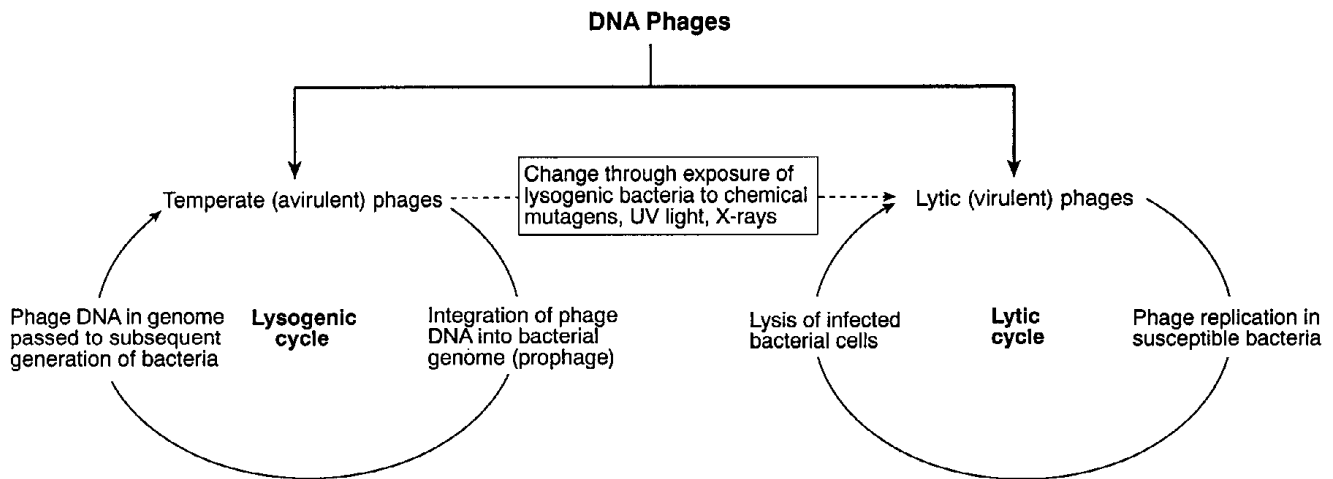 DNA Phages
Change through exposure of
lysogenic bacteria to chemical
mutagens, UV light, X-rays
Temperate (avirulent) phages
Lytic (virulent) phages
Phage DNA in genome
passed to subsequent
generation of bacteria
Lysogenic
cycle
Integration of phage
DNA into bacterial
genome (prophage)
Lysis of infected
bacterial cells
Lytic
cycle
Phage replication in
susceptible bacteria